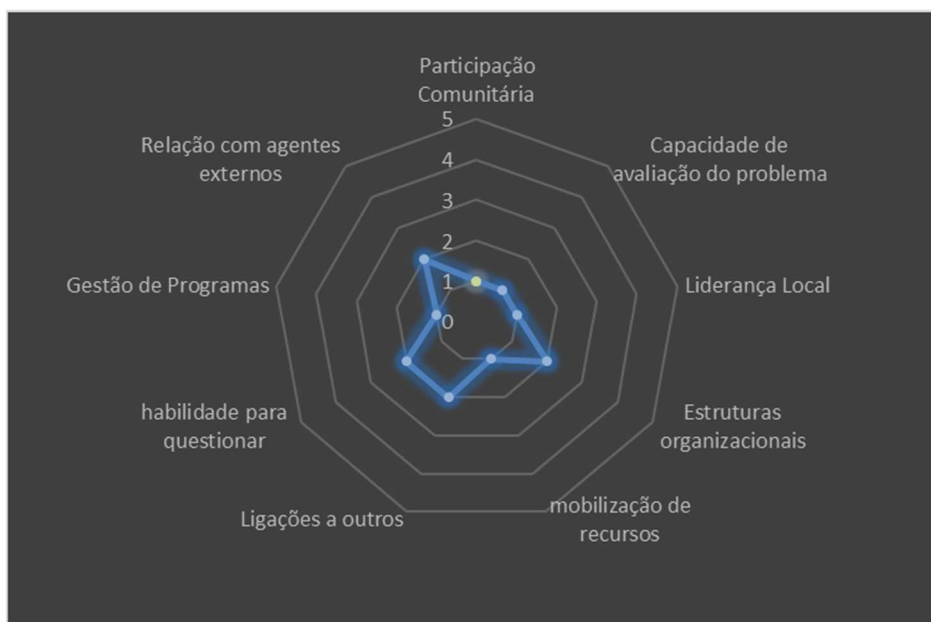 Participação
Comunitária
Capacidade de
avaliação do problema
Liderança Local
Estruturas
organizacionais
mobilização de
recursos
Ligações a outros
habilidade para
questionar
Gestão de Programas
Relação com agentes
externos
5
4
3
2
1
0